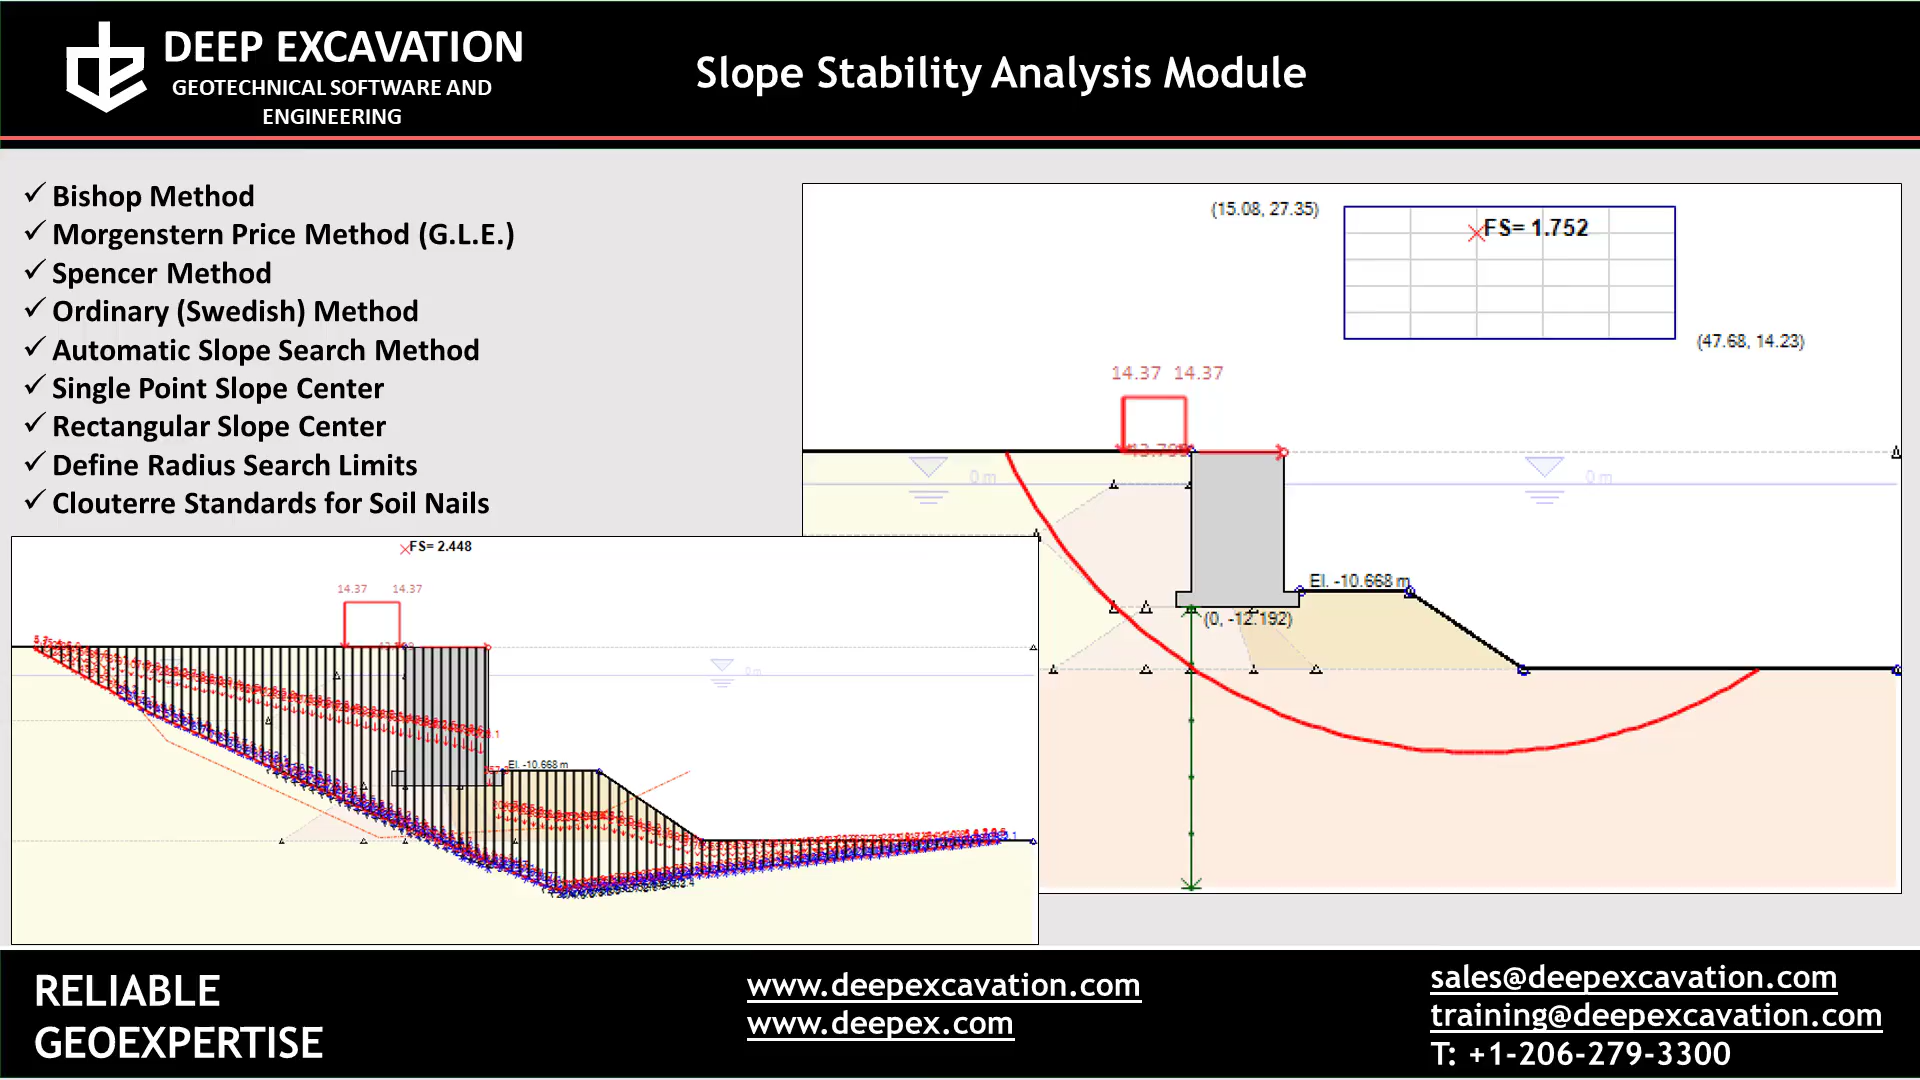 DEEP EXCAVATION
GEOTECHNICAL SOFTWARE AND
ENGINEERING
Slope Stability Analysis Module
✓ Bishop Method
✓ Morgenstern Price Method (G.L.E.)
✓ Spencer Method
✓ Ordinary (Swedish) Method
✓ Automatic Slope Search Method
✓ Single Point Slope Center
✓ Rectangular Slope Center
✓ Define Radius Search Limits
✓ Clouterre Standards for Soil Nails
(15.08, 27.35)
FS= 1.752
(47.68, 14.23)
14.37 14.37
0 m
0 m
El. -10.668 m
(0, -12.192)
FS= 2.448
14.37 14.37
0 m
El. -10.668 m
RELIABLE
GEOEXPERTISE
www.deepexcavation.com
www.deepex.com
sales@deepexcavation.com
training@deepexcavation.com
T: +1-206-279-3300